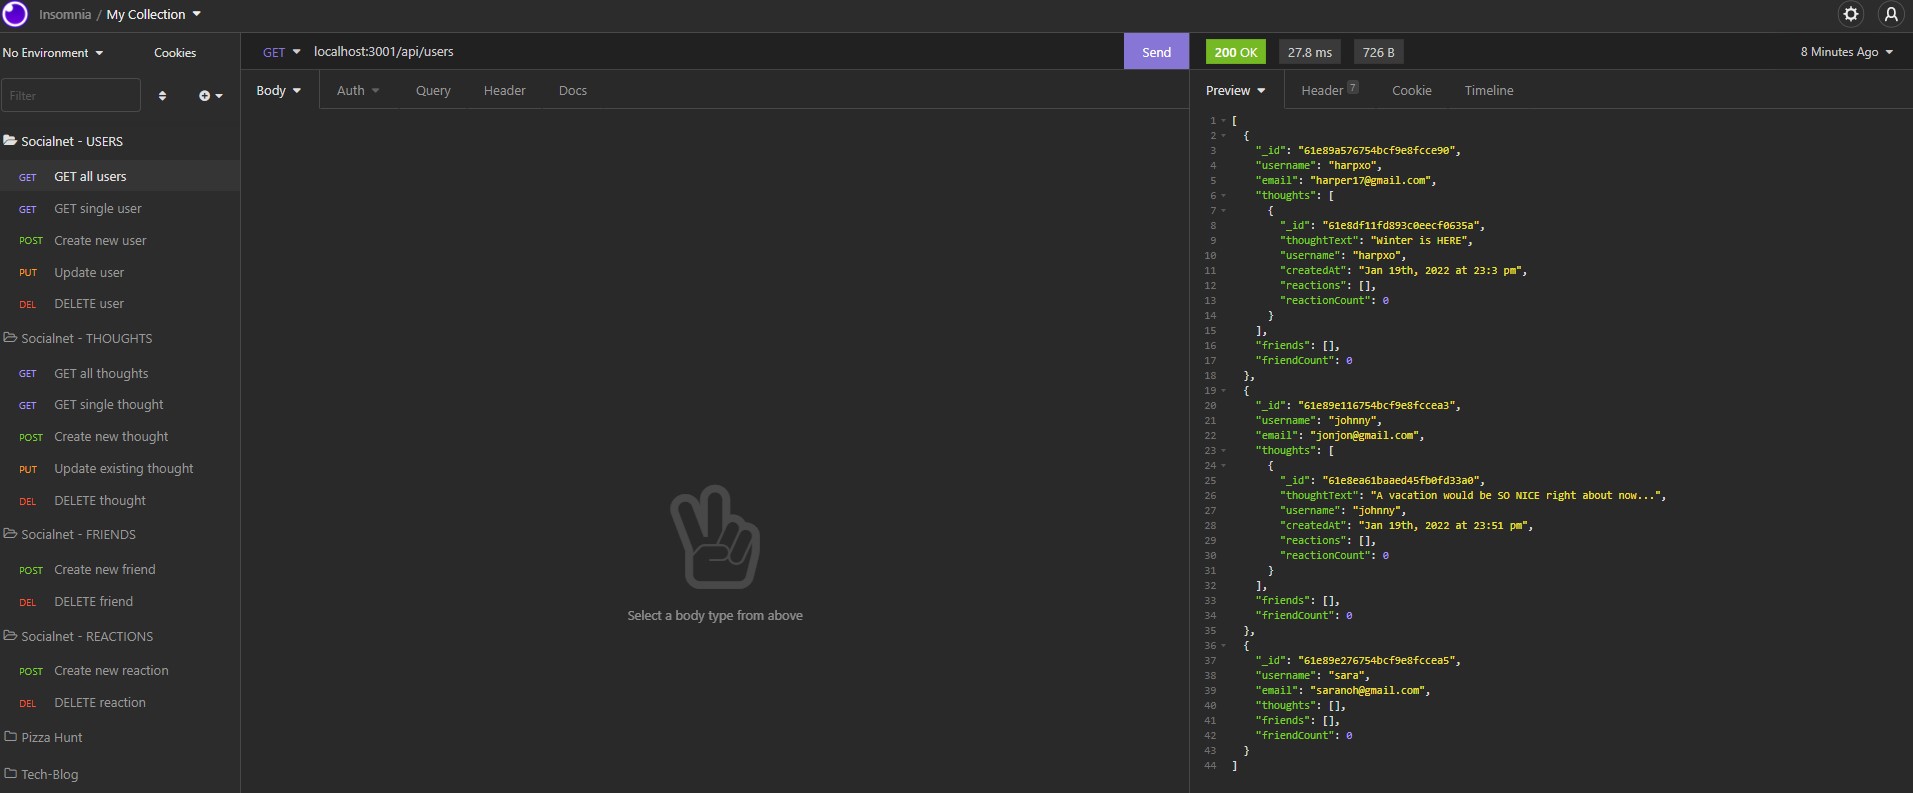 Insomnia / My Collection
No Environment
Cookies
Filter
Socialnet - USERS
GET GET all users
GET GET single user
POST Create new user
PUT Update user
DEL DELETE user
Socialnet - THOUGHTS
GET GET all thoughts
GET GET single thought
POST Create new thought
PUT Update existing thought
DEL DELETE thought
Socialnet - FRIENDS
POST Create new friend
DEL DELETE friend
Socialnet - REACTIONS
POST Create new reaction
DEL DELETE reaction
Pizza Hunt
Tech-Blog
GET localhost:3001/api/users Send
Body Auth Query Header Docs
Select a body type from above
200 OK 27.8 ms 726 B 8 Minutes Ago
Preview Header 7 Cookie Timeline
1 [
2 {
3 "_id": "61e89a576754bcf9e8fcce90",
4 "username": "harpxo",
5 "email": "harper17@gmail.com",
6 "thoughts": [
7 {
8 "_id": "61e8df11fd893c0eecf0635a",
9 "thoughtText": "Winter is HERE",
10 "username": "harpxo",
11 "createdAt": "Jan 19th, 2022 at 23:3 pm",
12 "reactions": [],
13 "reactionCount": 0
14 }
15 ],
16 "friends": [],
17 "friendCount": 0
18 },
19 {
20 "_id": "61e89e116754bcf9e8fccea3",
21 "username": "johnny",
22 "email": "jonjon@gmail.com",
23 "thoughts": [
24 {
25 "_id": "61e8ea61baaed45fb0fd33a0",
26 "thoughtText": "A vacation would be SO NICE right about now...",
27 "username": "johnny",
28 "createdAt": "Jan 19th, 2022 at 23:51 pm",
29 "reactions": [],
30 "reactionCount": 0
31 }
32 ],
33 "friends": [],
34 "friendCount": 0
35 },
36 {
37 "_id": "61e89e276754bcf9e8fccea5",
38 "username": "sara",
39 "email": "saranoh@gmail.com",
40 "thoughts": [],
41 "friends": [],
42 "friendCount": 0
43 }
44 ]